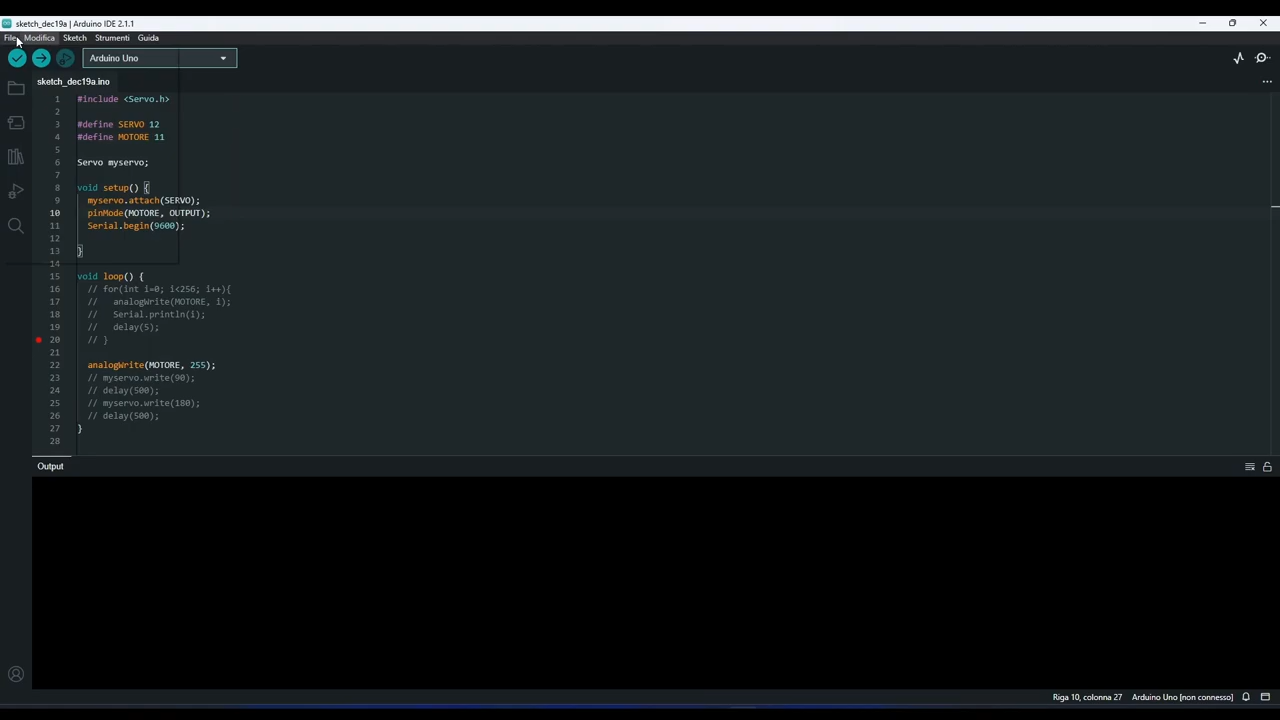 sketch_dec19a | Arduino IDE 2.1.1
File Modifica Sketch Strumenti Guida
Arduino Uno
sketch_dec19a.ino
1 #include <Servo.h>
2
3 #define SERVO 12
4 #define MOTORE 11
5
6 Servo myservo;
7
8 void setup() {
9 myservo.attach(SERVO);
10 pinMode(MOTORE, OUTPUT);
11 Serial.begin(9600);
12
13 }
14
15 void loop() {
16 // for(int i=0; i<256; i++){
17 // analogWrite(MOTORE, i);
18 // Serial.println(i);
19 // delay(5);
20 // }
21
22 analogWrite(MOTORE, 255);
23 // myservo.write(90);
24 // delay(500);
25 // myservo.write(180);
26 // delay(500);
27 }
28
Output
Riga 10, colonna 27 Arduino Uno [non connesso]